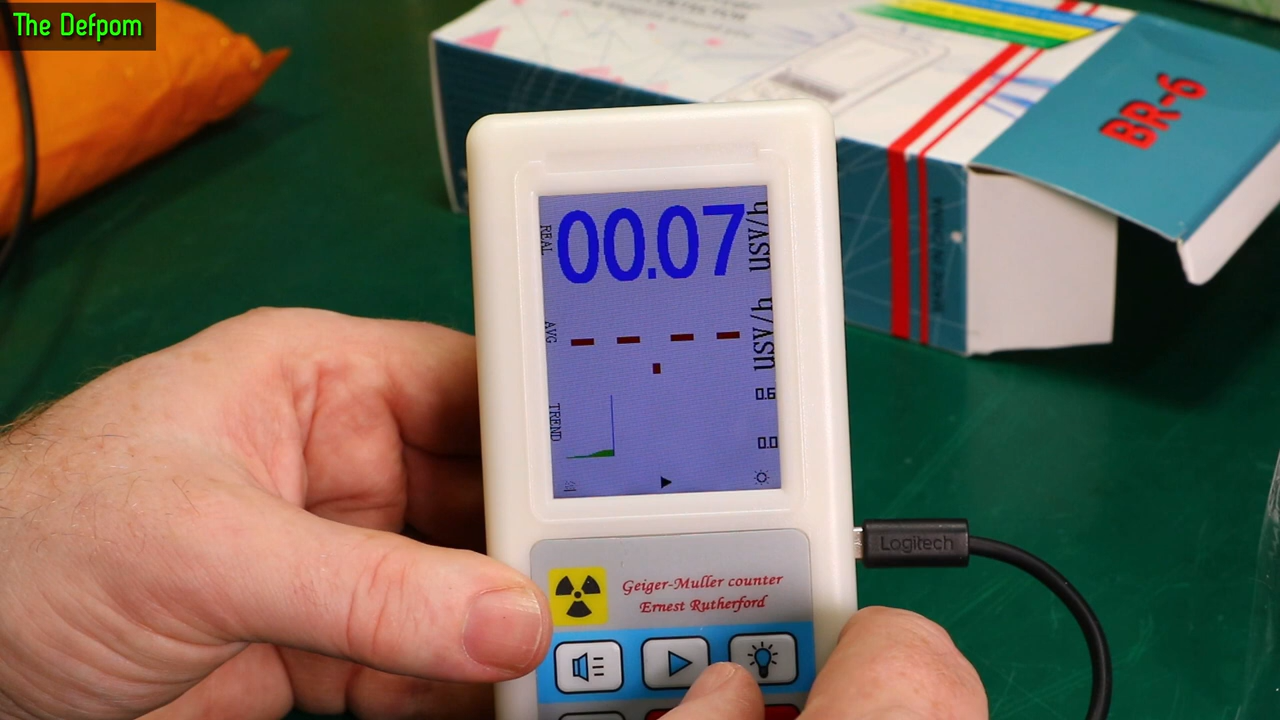 The Defpom
BR-6
REAL
00.07
usv/h
AVG
- - - -
.
usv/h
TREND
0.6
0.0
Logitech
Geiger-Muller counter
Ernest Rutherford